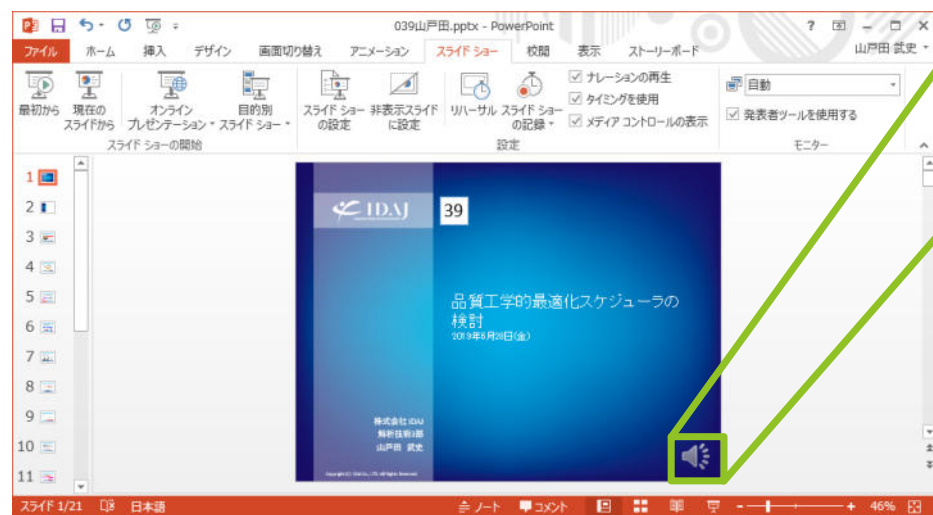 039山戸田.pptx - PowerPoint
ファイル ホーム 挿入 デザイン 画面切り替え アニメーション スライド ショー 校閲 表示 ストーリーボード 山戸田 武史
最初から 現在の スライドから オンライン プレゼンテーション 目的別 スライド ショー スライド ショー の設定 非表示スライド に設定 リハーサル スライド ショー の記録
ナレーションの再生
タイミングを使用
メディア コントロールの表示
自動
発表者ツールを使用する
スライド ショーの開始 設定 モニター
1
2
3
4
5
6
7
8
9
10
11
IDAJ
39
品質工学的最適化スケジューラの
検討
2019年6月28日(金)
株式会社 IDAJ
解析技術3部
山戸田 武史
スライド 1/21 日本語 ノート コメント 46%